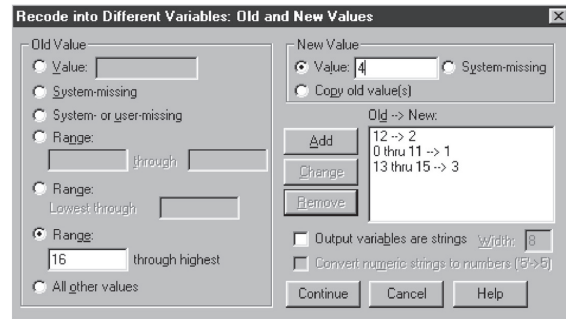 Recode into Different Variables: Old and New Values
Old Value
Value:
System-missing
System- or user-missing
Range:
through
Range:
Lowest through
Range:
16 through highest
All other values
New Value
Value: 4 System-missing
Copy old value(s)
Old --> New:
Add
Change
Remove
12 --> 2
0 thru 11 --> 1
13 thru 15 --> 3
Output variables are strings Width: 8
Convert numeric strings to numbers ('5'->5)
Continue Cancel Help